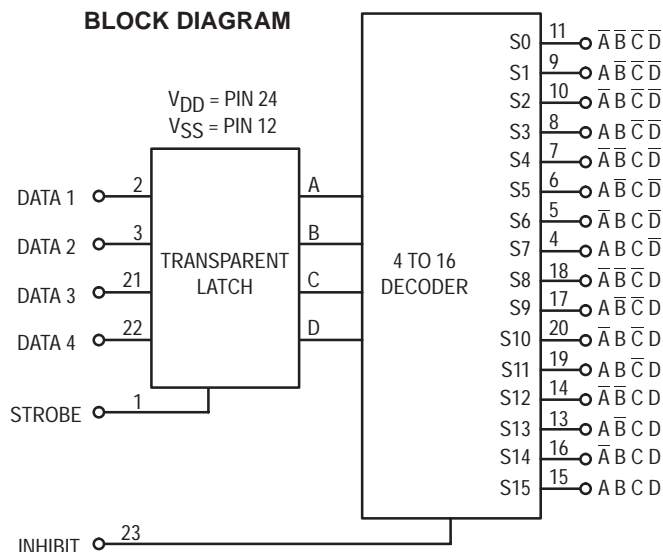 BLOCK DIAGRAM
VDD = PIN 24
VSS = PIN 12
DATA 1 2
DATA 2 3
DATA 3 21
DATA 4 22
STROBE 1
INHIBIT 23
TRANSPARENT
LATCH
A
B
C
D
4 TO 16
DECODER
S0 11 A̅ B̅ C̅ D̅
S1 9 A B̅ C̅ D̅
S2 10 A̅ B C̅ D̅
S3 8 A B C̅ D̅
S4 7 A̅ B̅ C D̅
S5 6 A B̅ C D̅
S6 5 A̅ B C D̅
S7 4 A B C D̅
S8 18 A̅ B̅ C̅ D
S9 17 A B̅ C̅ D
S10 20 A̅ B C̅ D
S11 19 A B C̅ D
S12 14 A̅ B̅ C D
S13 13 A B̅ C D
S14 16 A̅ B C D
S15 15 A B C D